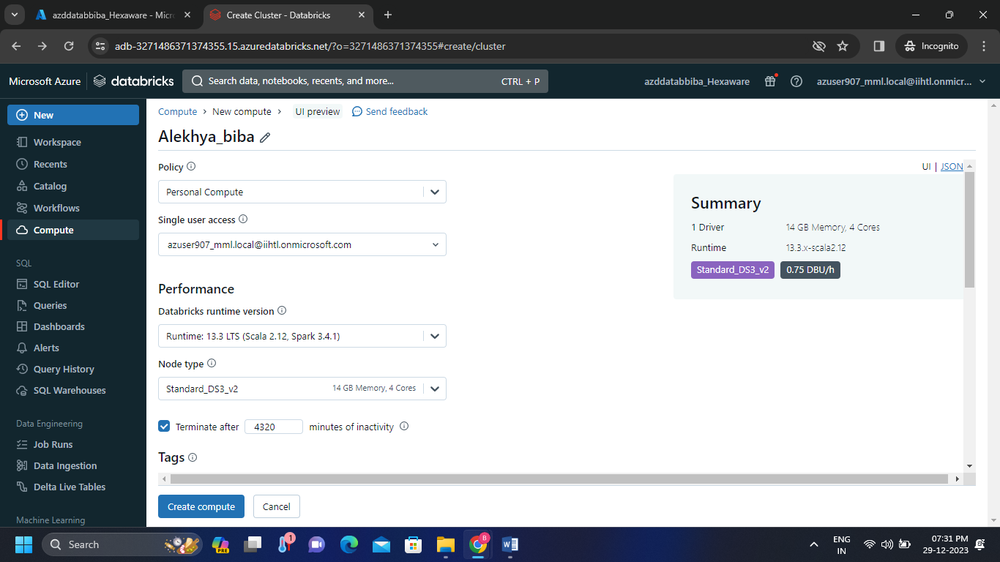 azddatabbiba_Hexaware - Micr
Create Cluster - Databricks
adb-3271486371374355.15.azuredatabricks.net/?o=3271486371374355#create/cluster
Incognito
Microsoft Azure
databricks
Search data, notebooks, recents, and more...
CTRL + P
azddatabbiba_Hexaware
azuser907_mml.local@iihtl.onmicr...
New
Workspace
Recents
Catalog
Workflows
Compute
SQL
SQL Editor
Queries
Dashboards
Alerts
Query History
SQL Warehouses
Data Engineering
Job Runs
Data Ingestion
Delta Live Tables
Machine Learning
Compute > New compute > UI preview Send feedback
Alekhya_biba
Policy
Personal Compute
Single user access
azuser907_mml.local@iihtl.onmicrosoft.com
Performance
Databricks runtime version
Runtime: 13.3 LTS (Scala 2.12, Spark 3.4.1)
Node type
Standard_DS3_v2 14 GB Memory, 4 Cores
Terminate after 4320 minutes of inactivity
Tags
Create compute Cancel
UI | JSON
Summary
1 Driver 14 GB Memory, 4 Cores
Runtime 13.3.x-scala2.12
Standard_DS3_v2 0.75 DBU/h
Search
PRE
1
B
W
ENG
IN
07:31 PM
29-12-2023